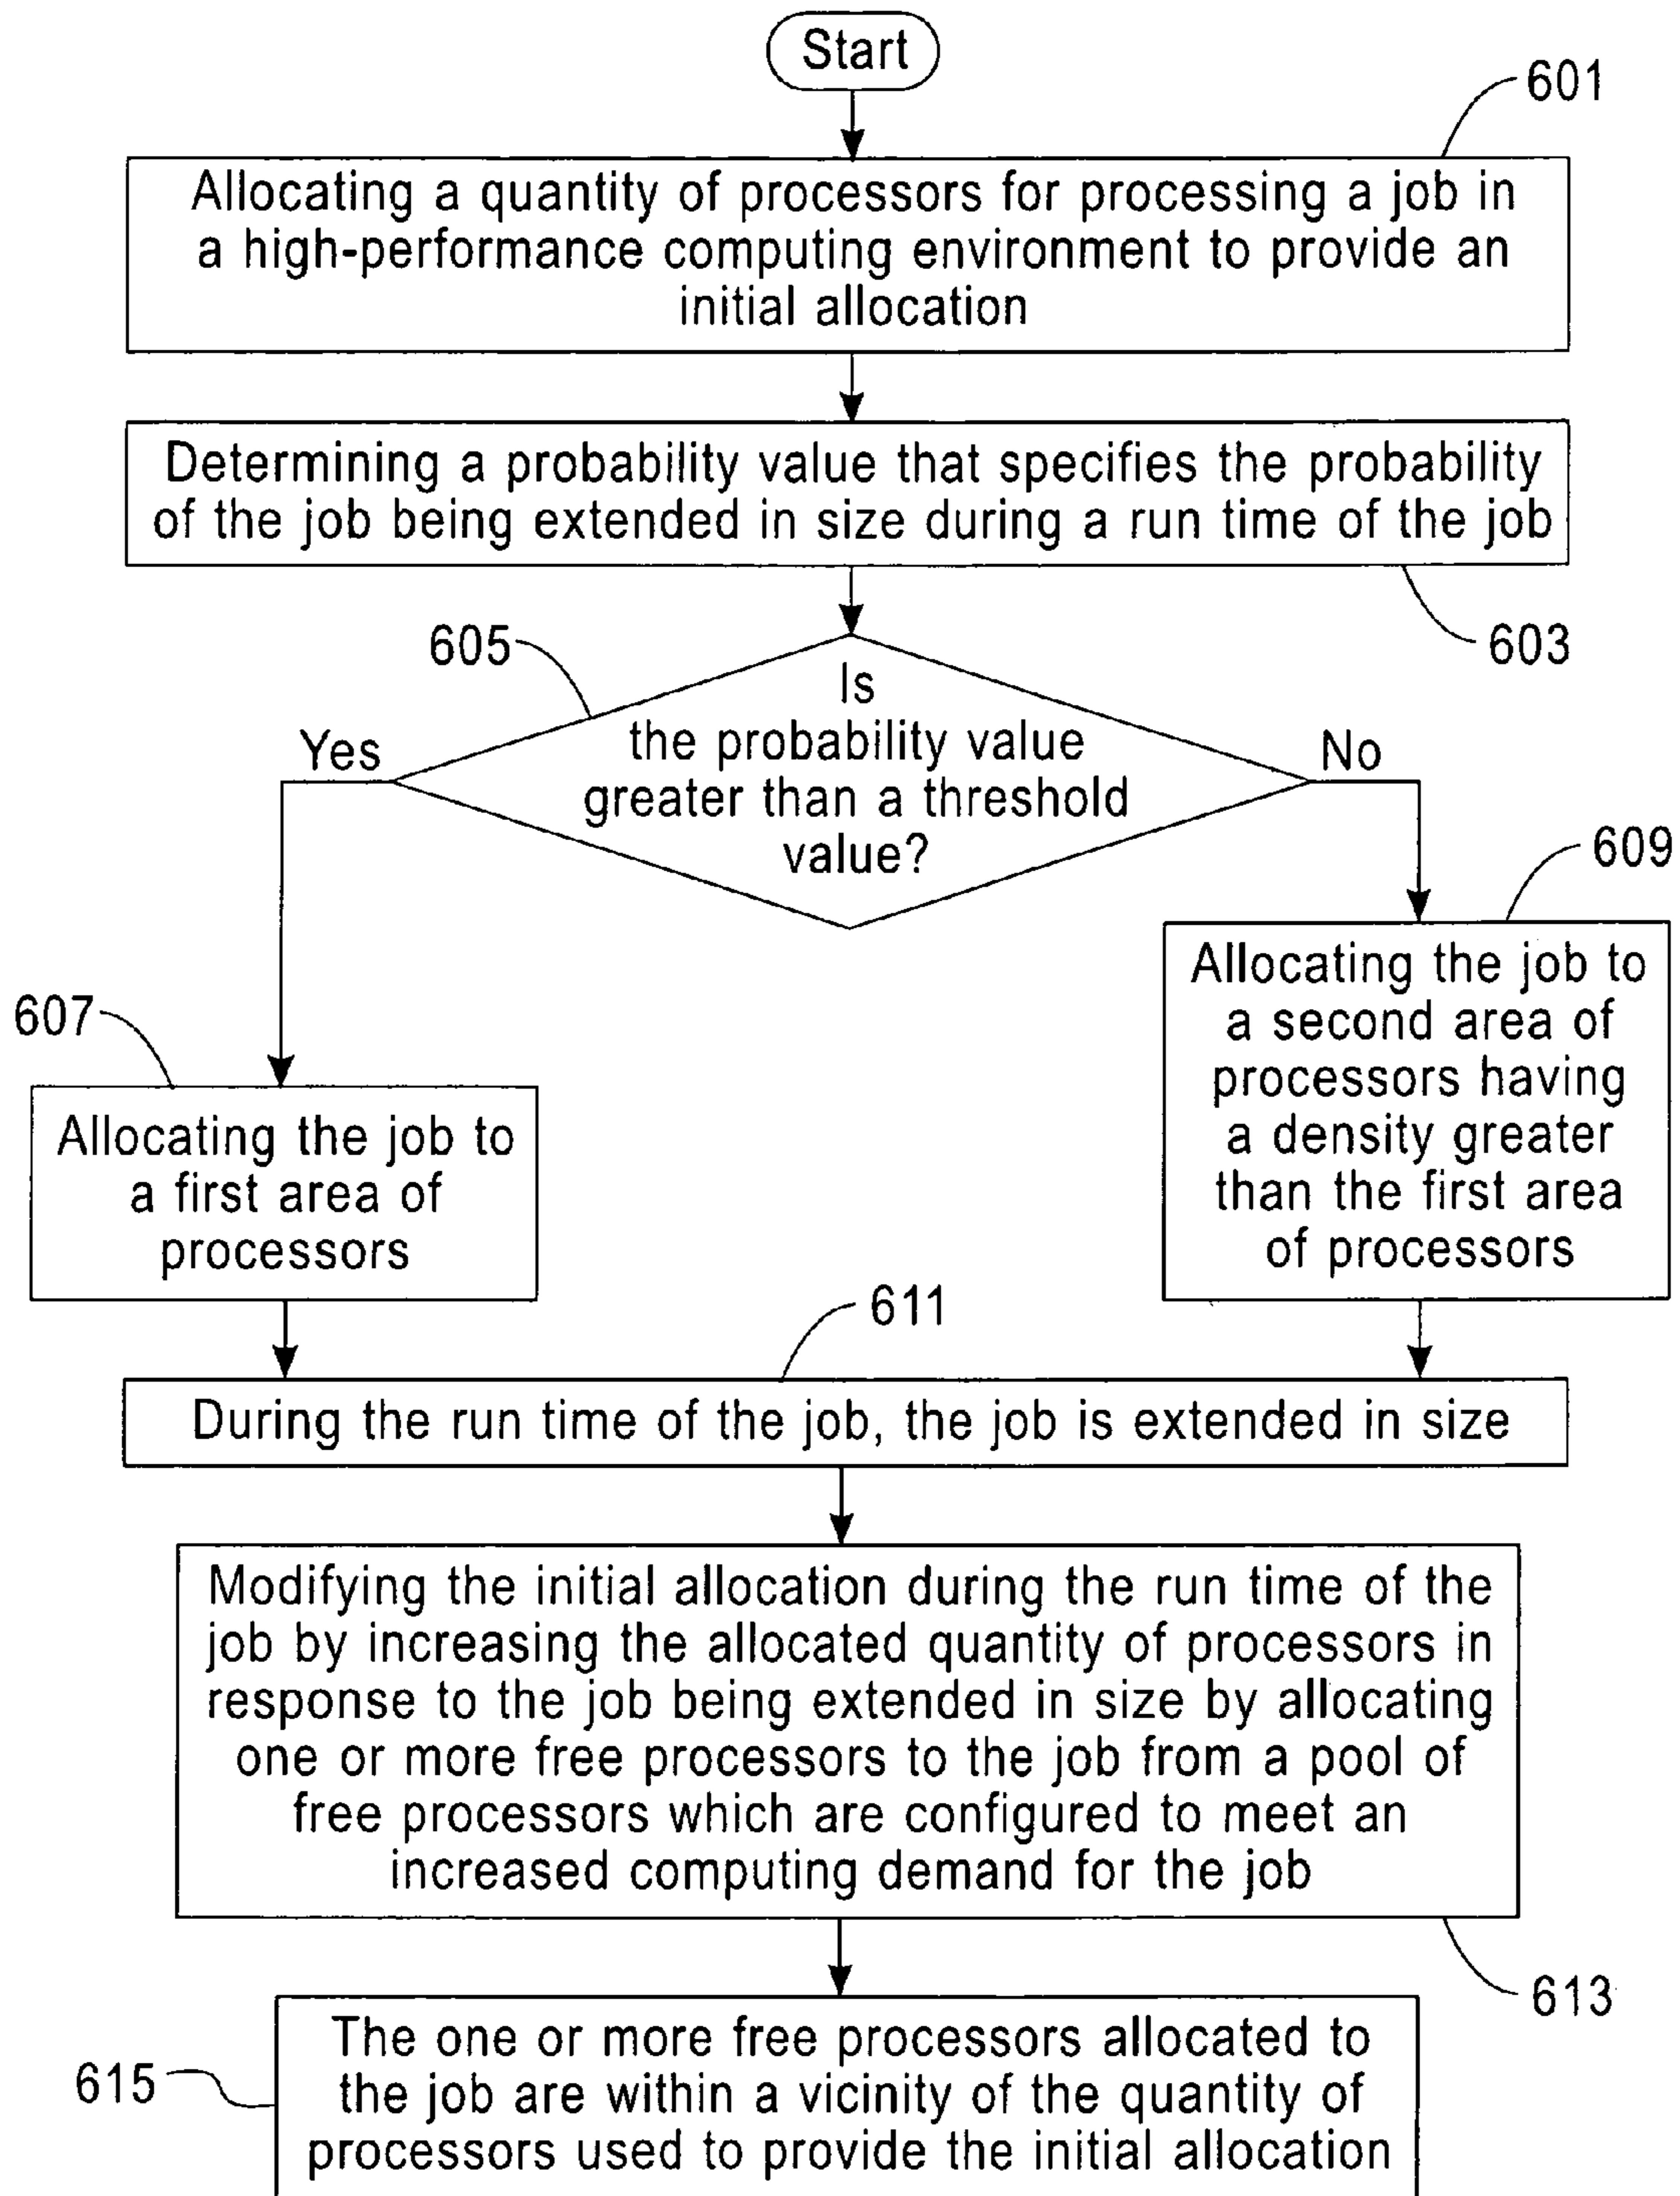 Start
601
Allocating a quantity of processors for processing a job in
a high-performance computing environment to provide an
initial allocation
Determining a probability value that specifies the probability
of the job being extended in size during a run time of the job
603
605
Is
the probability value
greater than a threshold
value?
Yes
No
609
Allocating the job to
a second area of
processors having
a density greater
than the first area
of processors
607
Allocating the job to
a first area of
processors
611
During the run time of the job, the job is extended in size
Modifying the initial allocation during the run time of the
job by increasing the allocated quantity of processors in
response to the job being extended in size by allocating
one or more free processors to the job from a pool of
free processors which are configured to meet an
increased computing demand for the job
613
615
The one or more free processors allocated to
the job are within a vicinity of the quantity of
processors used to provide the initial allocation